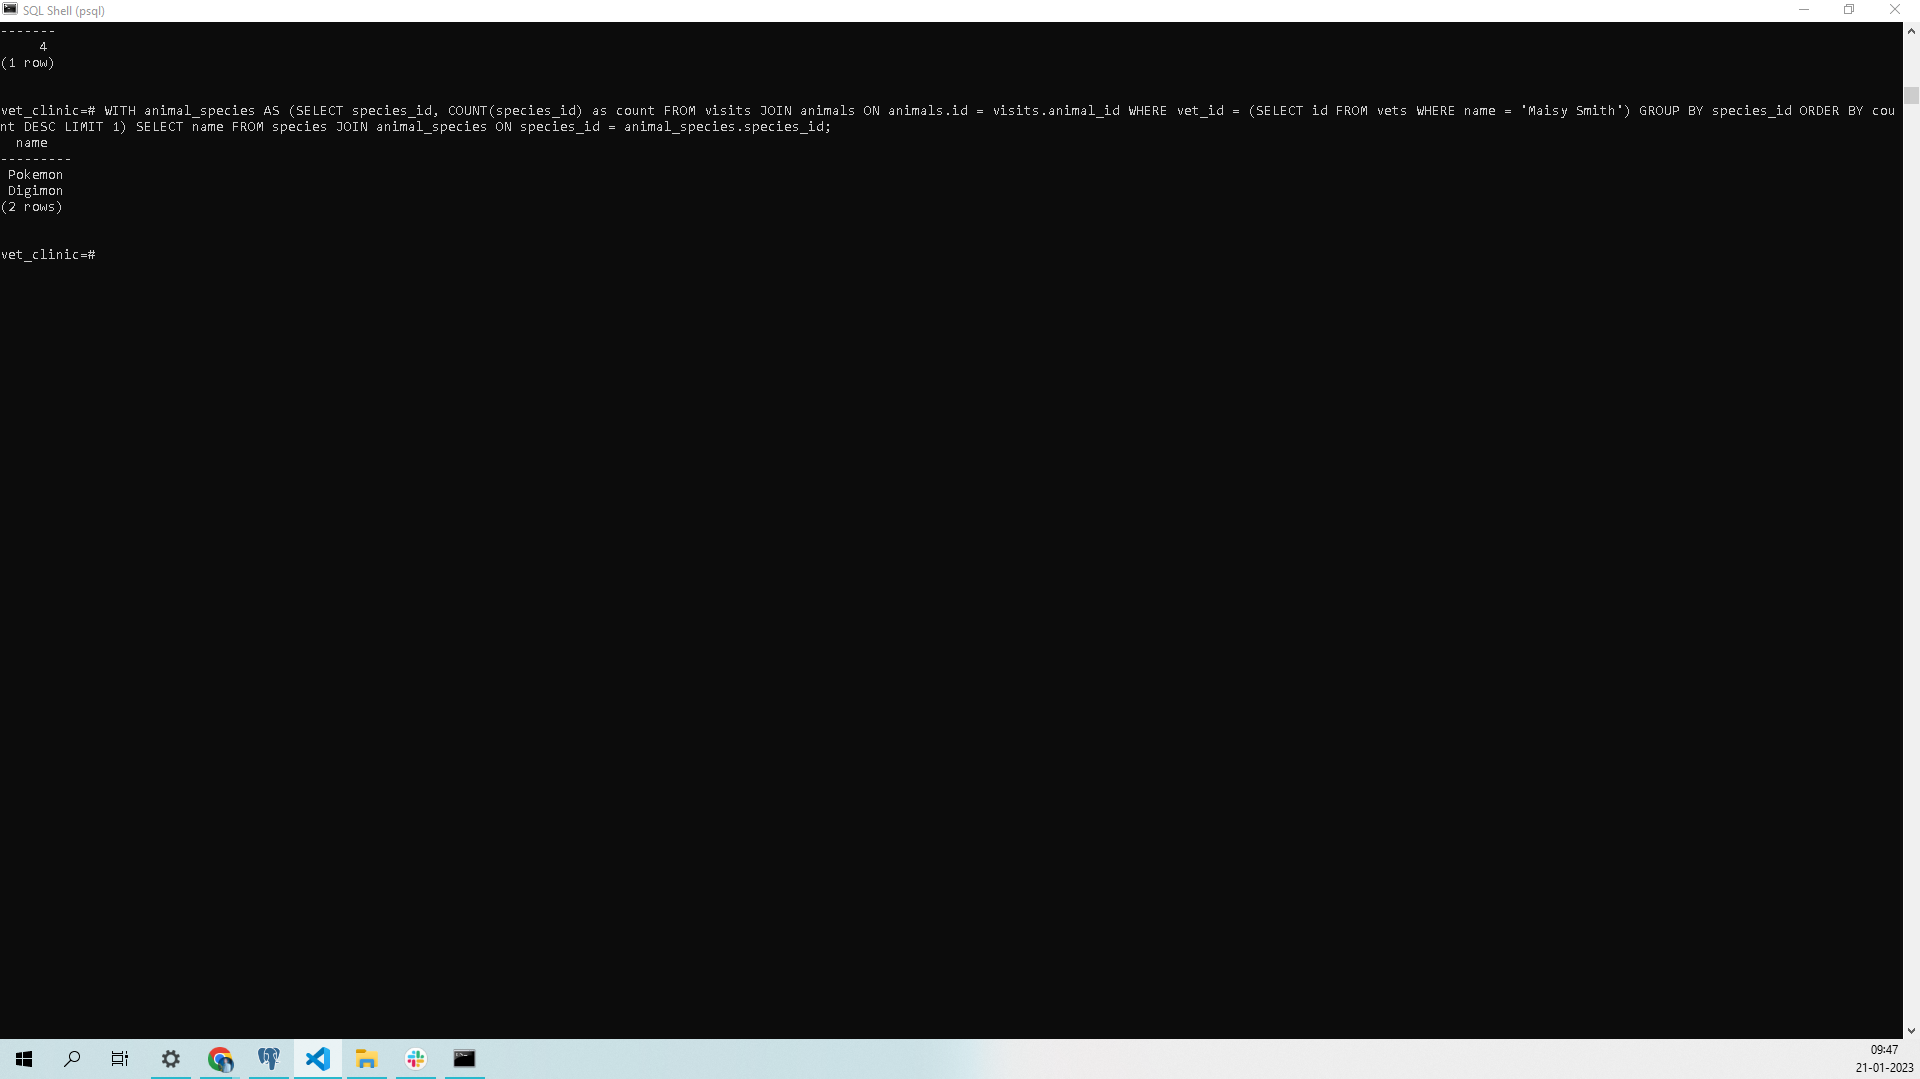 SQL Shell (psql)
-------
4
(1 row)
vet_clinic=# WITH animal_species AS (SELECT species_id, COUNT(species_id) as count FROM visits JOIN animals ON animals.id = visits.animal_id WHERE vet_id = (SELECT id FROM vets WHERE name = 'Maisy Smith') GROUP BY species_id ORDER BY cou
nt DESC LIMIT 1) SELECT name FROM species JOIN animal_species ON species_id = animal_species.species_id;
name
---------
Pokemon
Digimon
(2 rows)
vet_clinic=#
09:47
21-01-2023